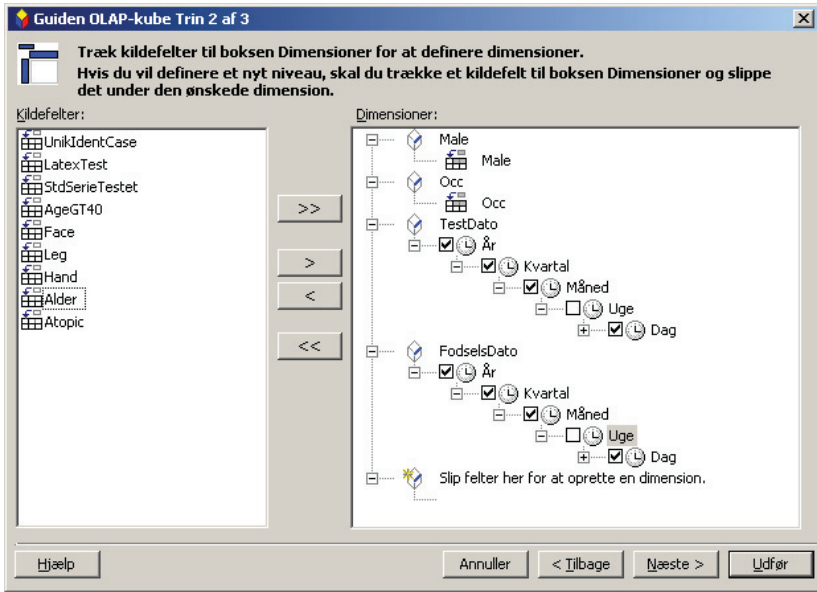 Guiden OLAP-kube Trin 2 af 3
Træk kildefelter til boksen Dimensioner for at definere dimensioner.
Hvis du vil definere et nyt niveau, skal du trække et kildefelt til boksen Dimensioner og slippe
det under den ønskede dimension.
Kildefelter:
UnikIdentCase
LatexTest
StdSerieTestet
AgeGT40
Face
Leg
Hand
Alder
Atopic
>>
>
<
<<
Dimensioner:
Male
Male
Occ
Occ
TestDato
År
Kvartal
Måned
Uge
Dag
FodselsDato
År
Kvartal
Måned
Uge
Dag
Slip felter her for at oprette en dimension.
Hjælp
Annuller
< Tilbage
Næste >
Udfør